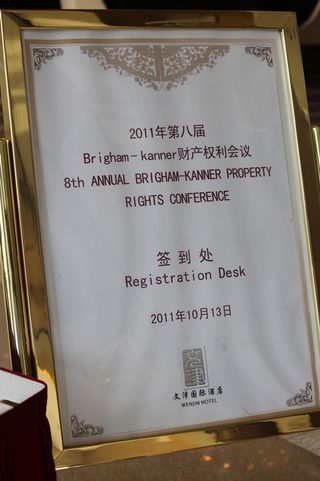 2011年第八届
Brigham-kanner财产权利会议
8th ANNUAL BRIGHAM-KANNER PROPERTY
RIGHTS CONFERENCE
签到处
Registration Desk
2011年10月13日
文津国际酒店
WENJIN HOTEL